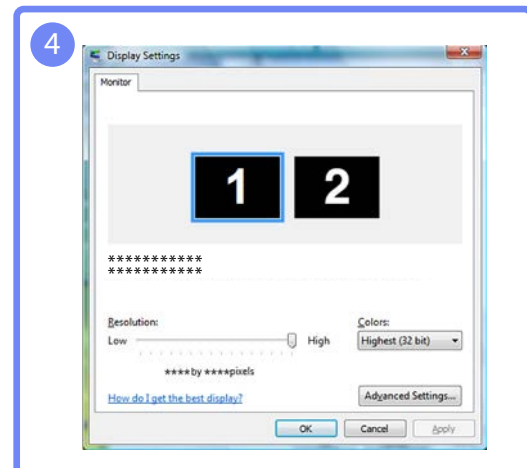 4
Display Settings
Monitor
1 2
***********
***********
Resolution:
Colors:
Low High Highest (32 bit)
****by ****pixels
How do I get the best display? Advanced Settings...
OK Cancel Apply